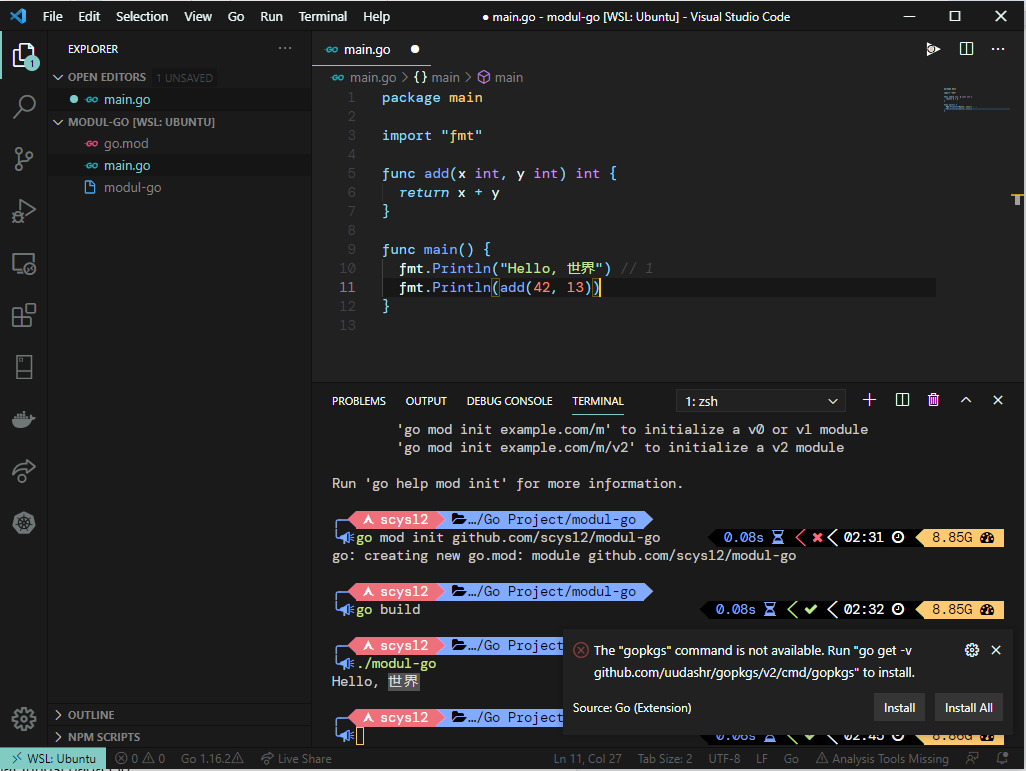 File Edit Selection View Go Run Terminal Help ● main.go - modul-go [WSL: Ubuntu] - Visual Studio Code
EXPLORER
OPEN EDITORS 1 UNSAVED
main.go
MODUL-GO [WSL: UBUNTU]
go.mod
main.go
modul-go
OUTLINE
NPM SCRIPTS
1
main.go
main.go > {} main > main
1 package main
2
3 import "fmt"
4
5 func add(x int, y int) int {
6 return x + y
7 }
8
9 func main() {
10 fmt.Println("Hello, 世界") // 1
11 fmt.Println(add(42, 13))
12 }
13
PROBLEMS OUTPUT DEBUG CONSOLE TERMINAL 1: zsh
'go mod init example.com/m' to initialize a v0 or v1 module
'go mod init example.com/m/v2' to initialize a v2 module
Run 'go help mod init' for more information.
scys12 …/Go Project/modul-go
go mod init github.com/scys12/modul-go 0.08s 02:31 8.85G
go: creating new go.mod: module github.com/scys12/modul-go
scys12 …/Go Project/modul-go
go build 0.08s 02:32 8.85G
scys12 …/Go Project
./modul-go
Hello, 世界
scys12 …/Go Project
0.06s 02:45 8.86G
The "gopkgs" command is not available. Run "go get -v
github.com/uudashr/gopkgs/v2/cmd/gopkgs" to install.
Source: Go (Extension) Install Install All
WSL: Ubuntu 0 0 Go 1.16.2 Live Share Ln 11, Col 27 Tab Size: 2 UTF-8 LF Go Analysis Tools Missing